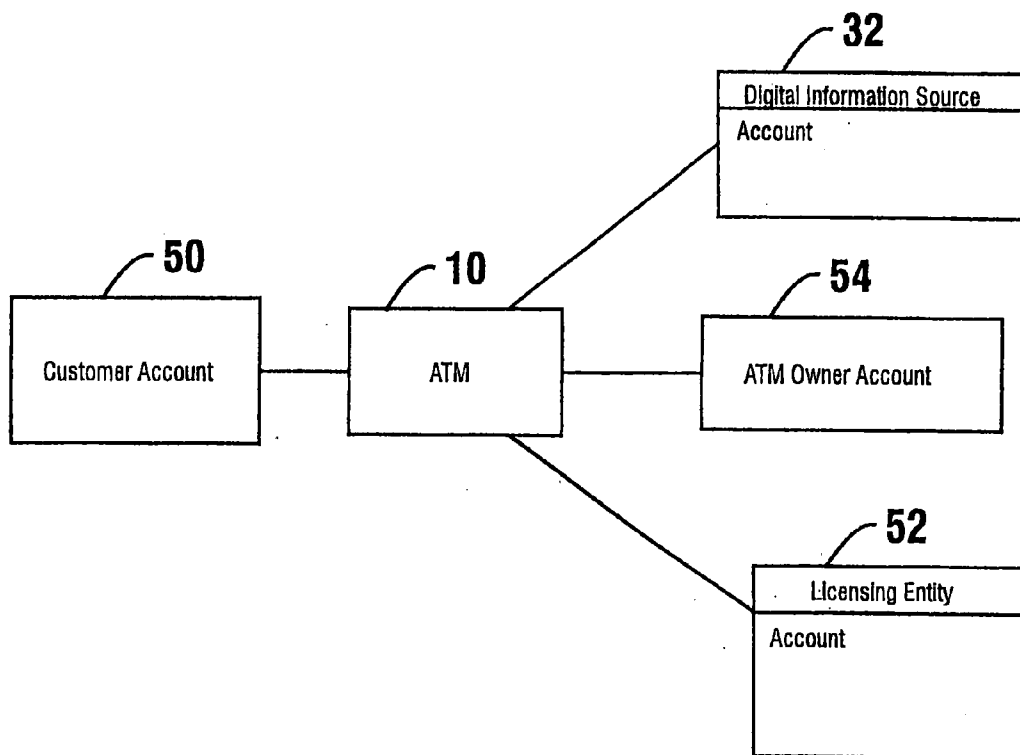 32
Digital Information Source
Account
50
10
54
Customer Account
ATM
ATM Owner Account
52
Licensing Entity
Account